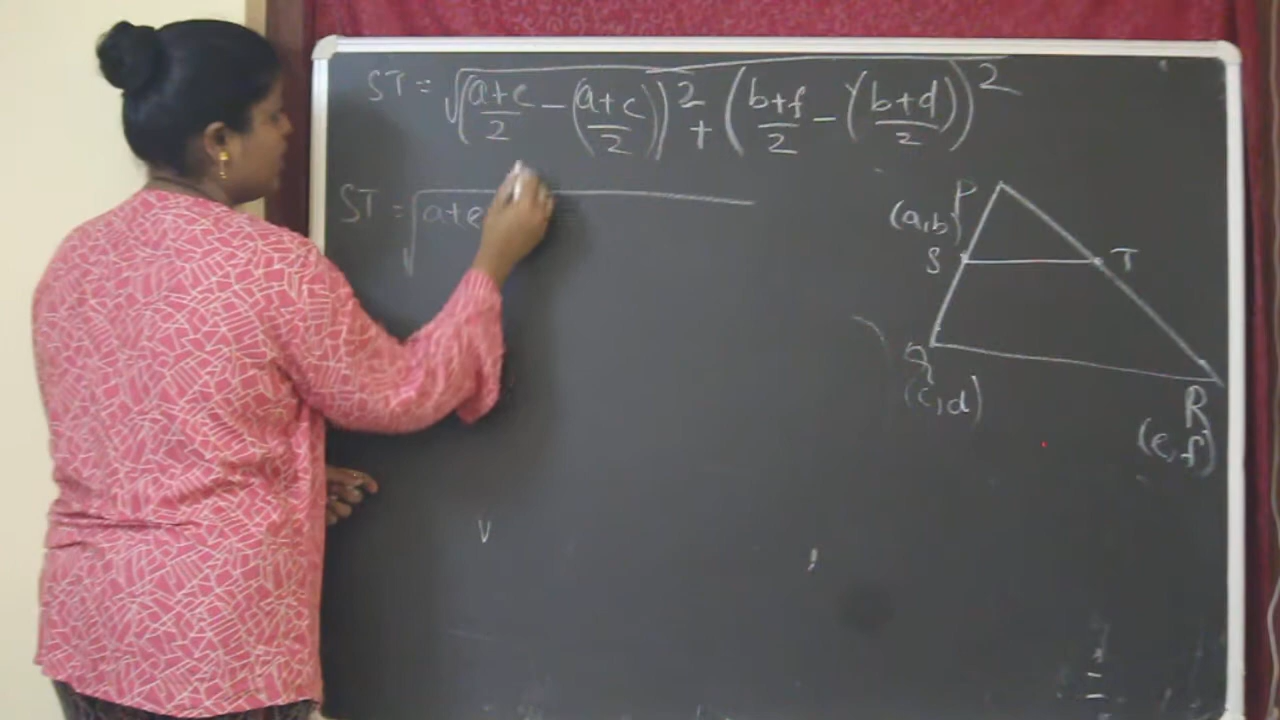 ST = √((a+e)/2 − ((a+c)/2))² + ((b+f)/2 − ((b+d)/2))²
ST = √(a+e
P
(a,b)
S T
Q
(c,d)
R
(e,f)